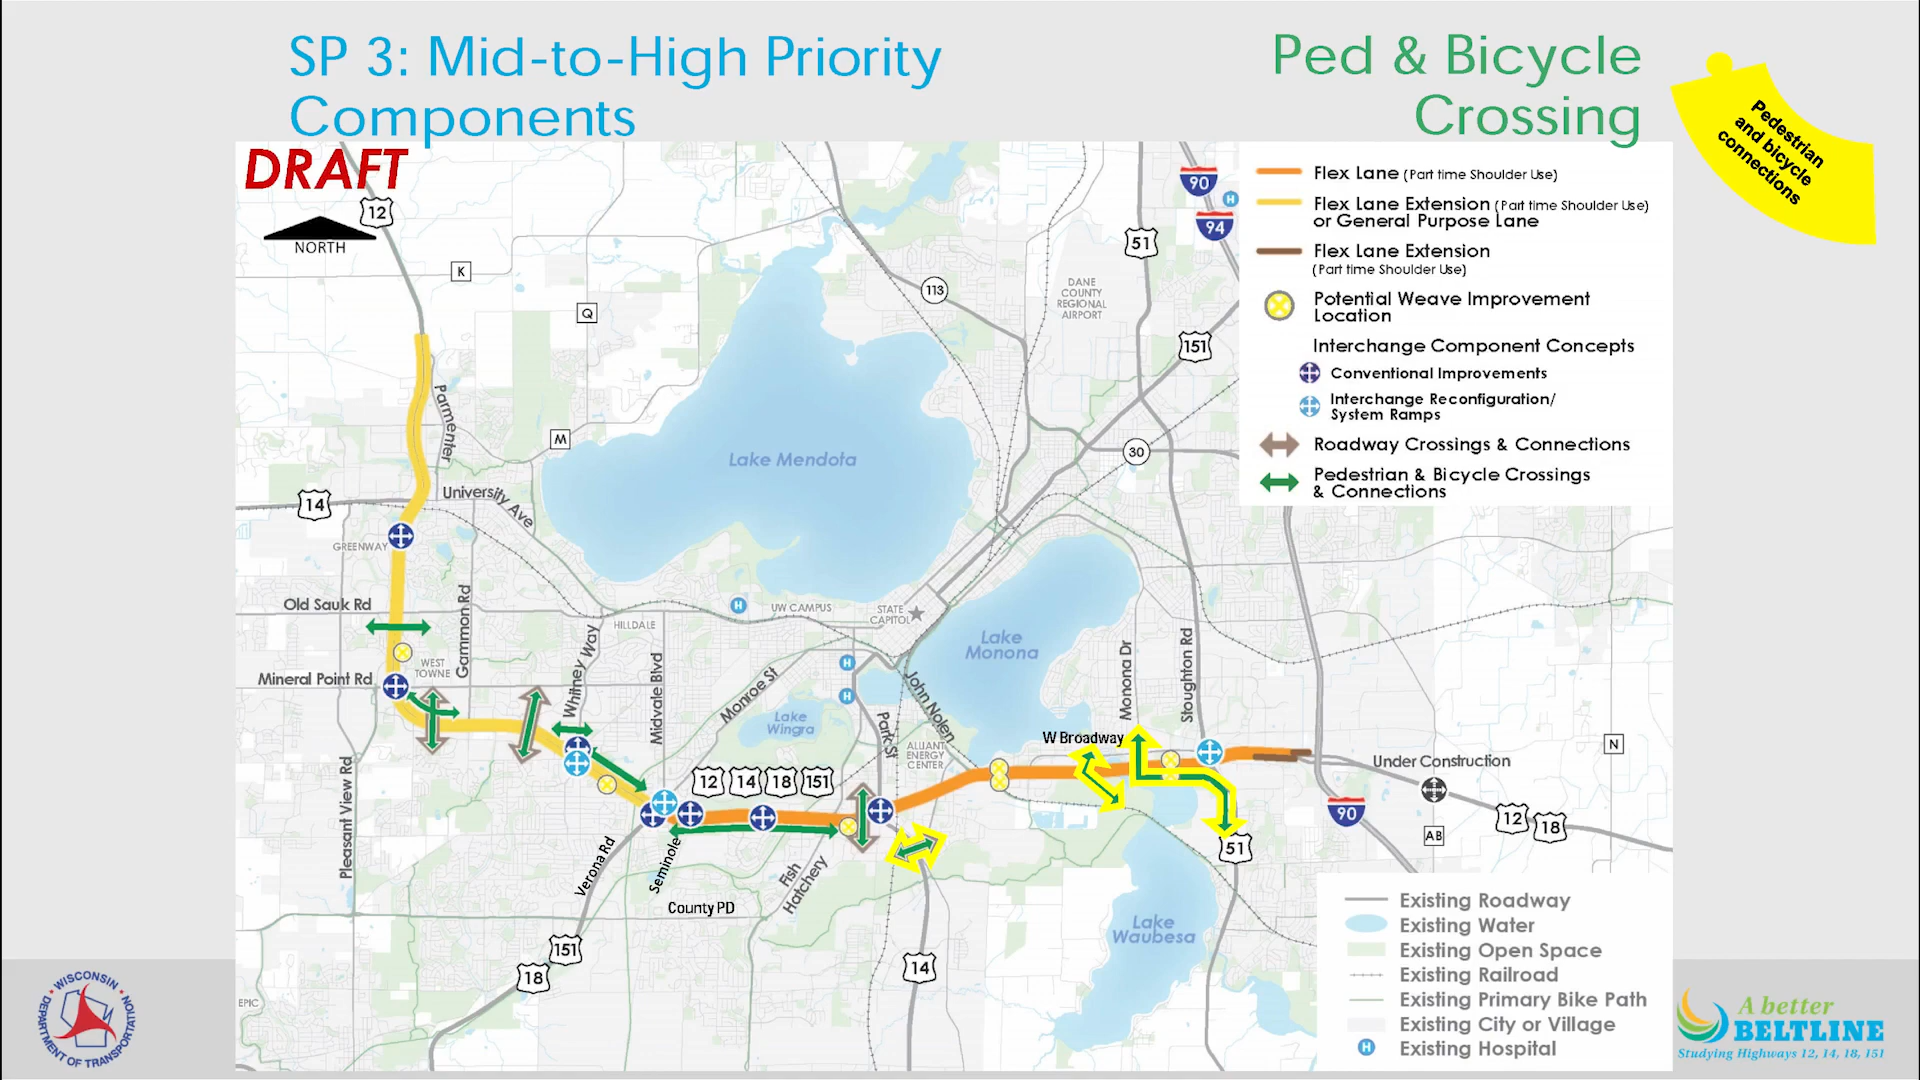 SP 3: Mid-to-High Priority
Components
Ped & Bicycle
Crossing
Pedestrian
and bicycle
connections
DRAFT
NORTH
12
K
Q
M
113
51
90
94
H
151
30
14
DANE
COUNTY
REGIONAL
AIRPORT
Flex Lane (Part time Shoulder Use)
Flex Lane Extension (Part time Shoulder Use)
or General Purpose Lane
Flex Lane Extension
(Part time Shoulder Use)
Potential Weave Improvement
Location
Interchange Component Concepts
Conventional Improvements
Interchange Reconfiguration/
System Ramps
Roadway Crossings & Connections
Pedestrian & Bicycle Crossings
& Connections
Parmenter
Lake Mendota
University Ave
GREENWAY
Old Sauk Rd
Gammon Rd
HILLDALE
H
UW CAMPUS
STATE
CAPITOL
Lake
Monona
WEST
TOWNE
Mineral Point Rd
Whitney Way
Midvale Blvd
Monroe St
H
H
John Nolen
Monona Dr
Stoughton Rd
Lake
Wingra
Park St
ALLIANT
ENERGY
CENTER
W Broadway
Pleasant View Rd
12
14
18
151
Under Construction
N
90
12
18
AB
51
Verona Rd
Seminole
Fish
Hatchery
County PD
151
18
14
Lake
Waubesa
EPIC
Existing Roadway
Existing Water
Existing Open Space
Existing Railroad
Existing Primary Bike Path
Existing City or Village
H
Existing Hospital
WISCONSIN
DEPARTMENT OF TRANSPORTATION
A better
BELTLINE
Studying Highways 12, 14, 18, 151